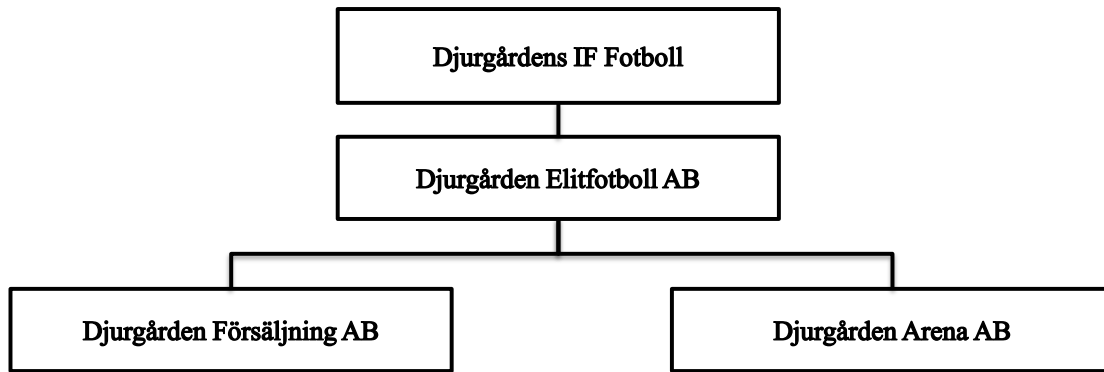 Djurgårdens IF Fotboll
Djurgården Elitfotboll AB
Djurgården Försäljning AB
Djurgården Arena AB